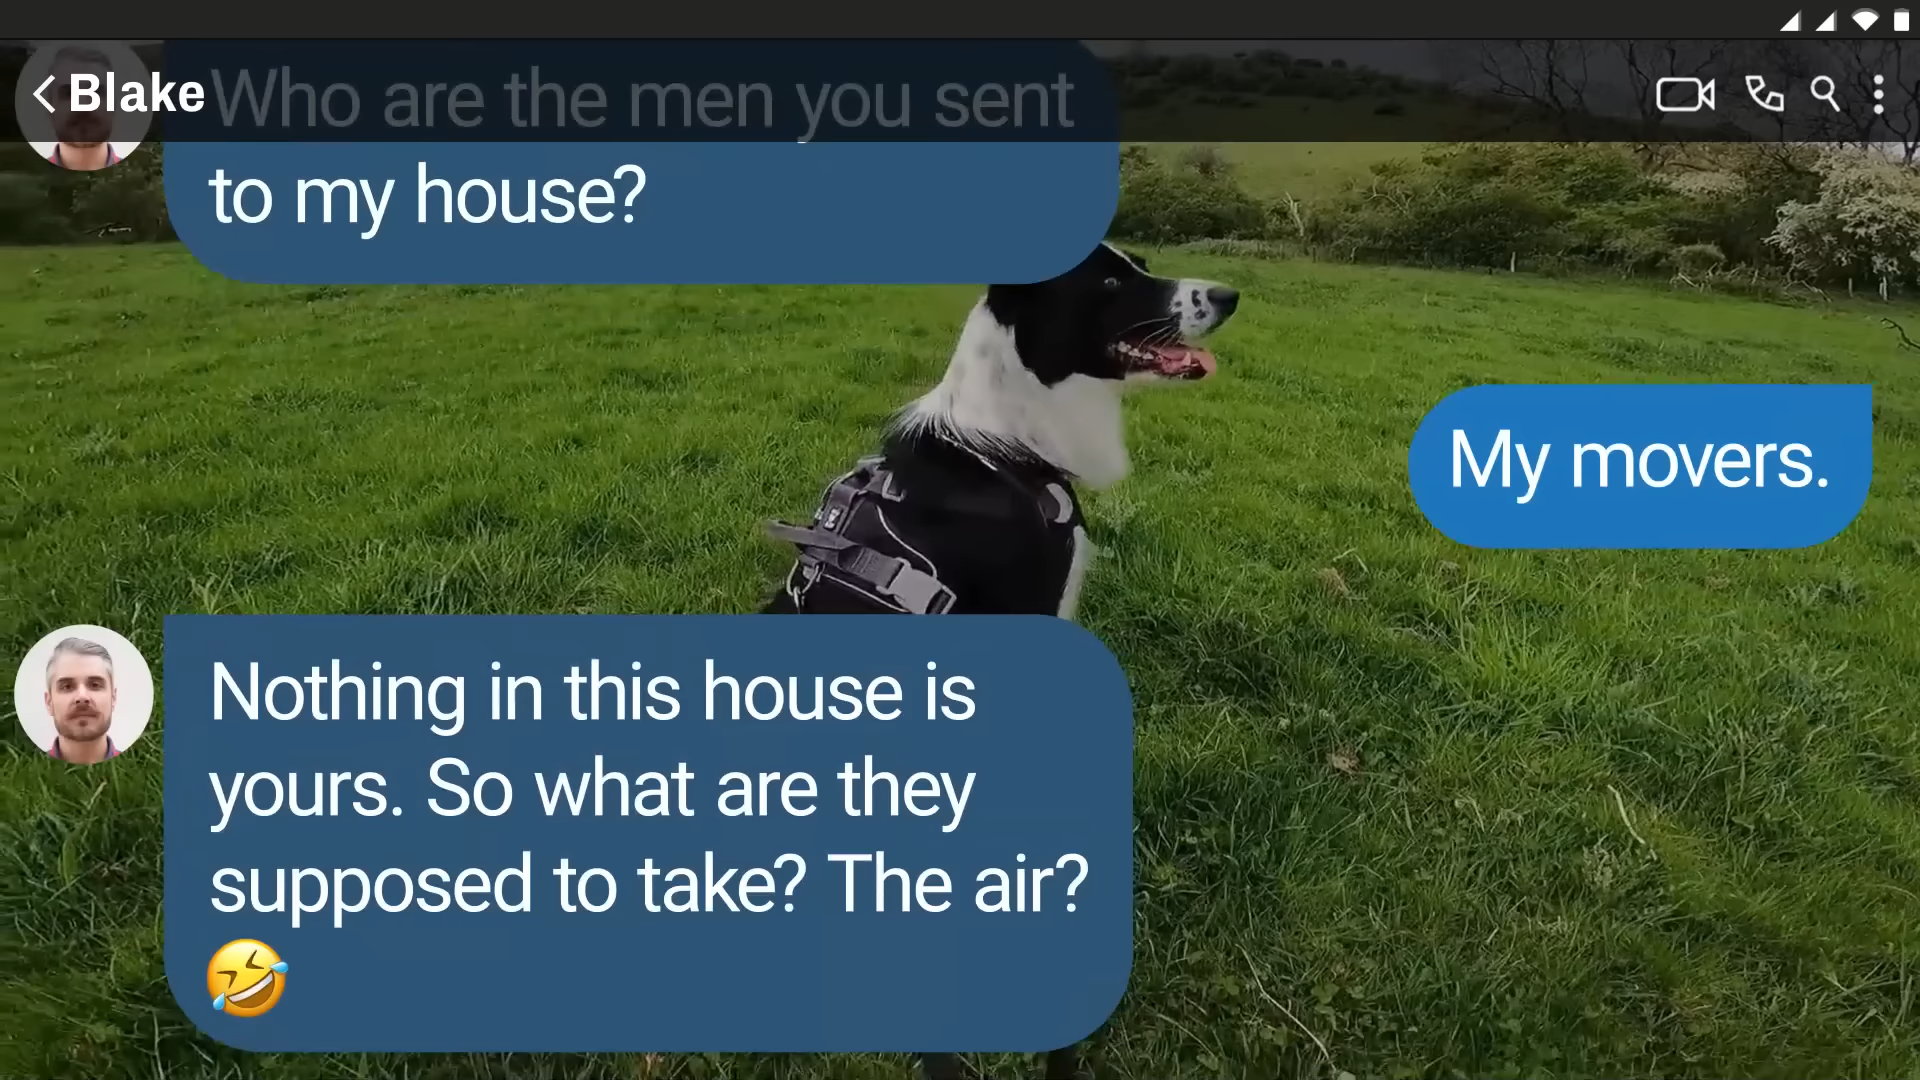 Blake
Who are the men you sent
to my house?
My movers.
Nothing in this house is
yours. So what are they
supposed to take? The air?
🤣